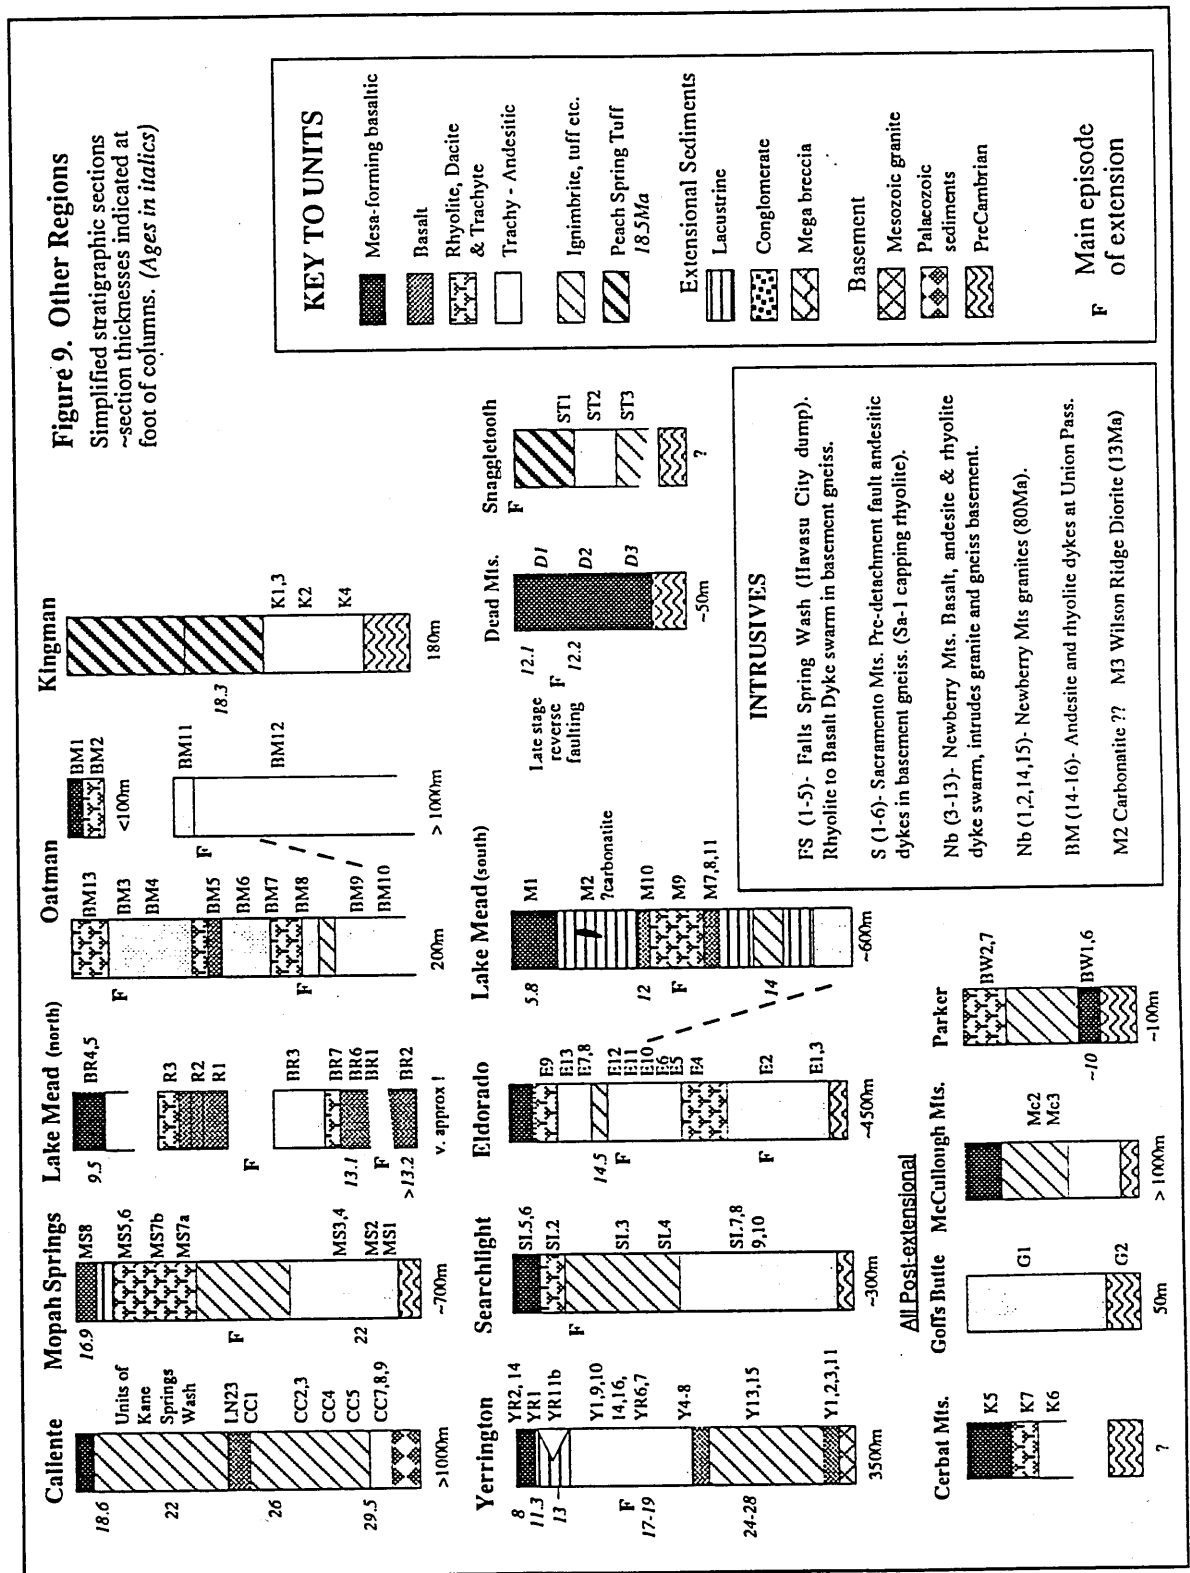 Figure 9. Other Regions
Simplified stratigraphic sections
~section thicknesses indicated at
foot of columns. (Ages in italics)
KEY TO UNITS
Mesa-forming basaltic
Basalt
Rhyolite, Dacite
& Trachyte
Trachy - Andesitic
Ignimbrite, tuff etc.
Peach Spring Tuff
18.5Ma
Extensional Sediments
Lacustrine
Conglomerate
Mega breccia
Basement
Mesozoic granite
Palaeozoic
sediments
PreCambrian
F
Main episode
of extension
Caliente
18.6
22
26
29.5
Units of
Kane
Springs
Wash
LN23
CC1
CC2,3
CC4
CC5
CC7,8,9
>1000m
Mopah Springs
16.9
F
22
MS8
MS5,6
MS7b
MS7a
MS3,4
MS2
MS1
~700m
Lake Mead (north)
9.5
F
13.1
F
>13.2
BR4,5
R3
R2
R1
BR3
BR7
BR6
BR1
BR2
v. approx !
Oatman
F
F
BM13
BM3
BM4
BM5
BM6
BM7
BM8
BM9
BM10
200m
BM1
BM2
<100m
F
BM11
BM12
> 1000m
Kingman
18.3
K1,3
K2
K4
180m
Yerrington
8
11.3
13
F
17-19
24-28
YR2, 14
YR1
YR11b
Y1,9,10
14,16,
YR6,7
Y4-8
Y13,15
Y1,2,3,11
3500m
Searchlight
F
SL5,6
SL2
SL3
SL4
SL7,8
9,10
~300m
Eldorado
14.5
F
F
E9
E13
E7,8
E12
E11
E10
E6
E5
E4
E2
E1,3
~4500m
Lake Mead (south)
5.8
12
F
14
M1
M2
?carbonatite
M10
M9
M7,8,11
~600m
Dead Mts.
Late stage
reverse
faulting
12.1
F
12.2
D1
D2
D3
~50m
Snaggletooth
F
ST1
ST2
ST3
?
All Post-extensional
Cerbat Mts.
K5
K7
K6
?
Goffs Butte
G1
G2
50m
McCullough Mts.
Mc2
Mc3
> 1000m
Parker
~10
BW2,7
BW1,6
~100m
INTRUSIVES
FS (1-5)- Falls Spring Wash (Havasu City dump).
Rhyolite to Basalt Dyke swarm in basement gneiss.
S (1-6)- Sacramento Mts. Pre-detachment fault andesitic
dykes in basement gneiss. (Sa-1 capping rhyolite).
Nb (3-13)- Newberry Mts. Basalt, andesite & rhyolite
dyke swarm, intrudes granite and gneiss basement.
Nb (1,2,14,15)- Newberry Mts granites (80Ma).
BM (14-16)- Andesite and rhyolite dykes at Union Pass.
M2 Carbonatite ?? M3 Wilson Ridge Diorite (13Ma)